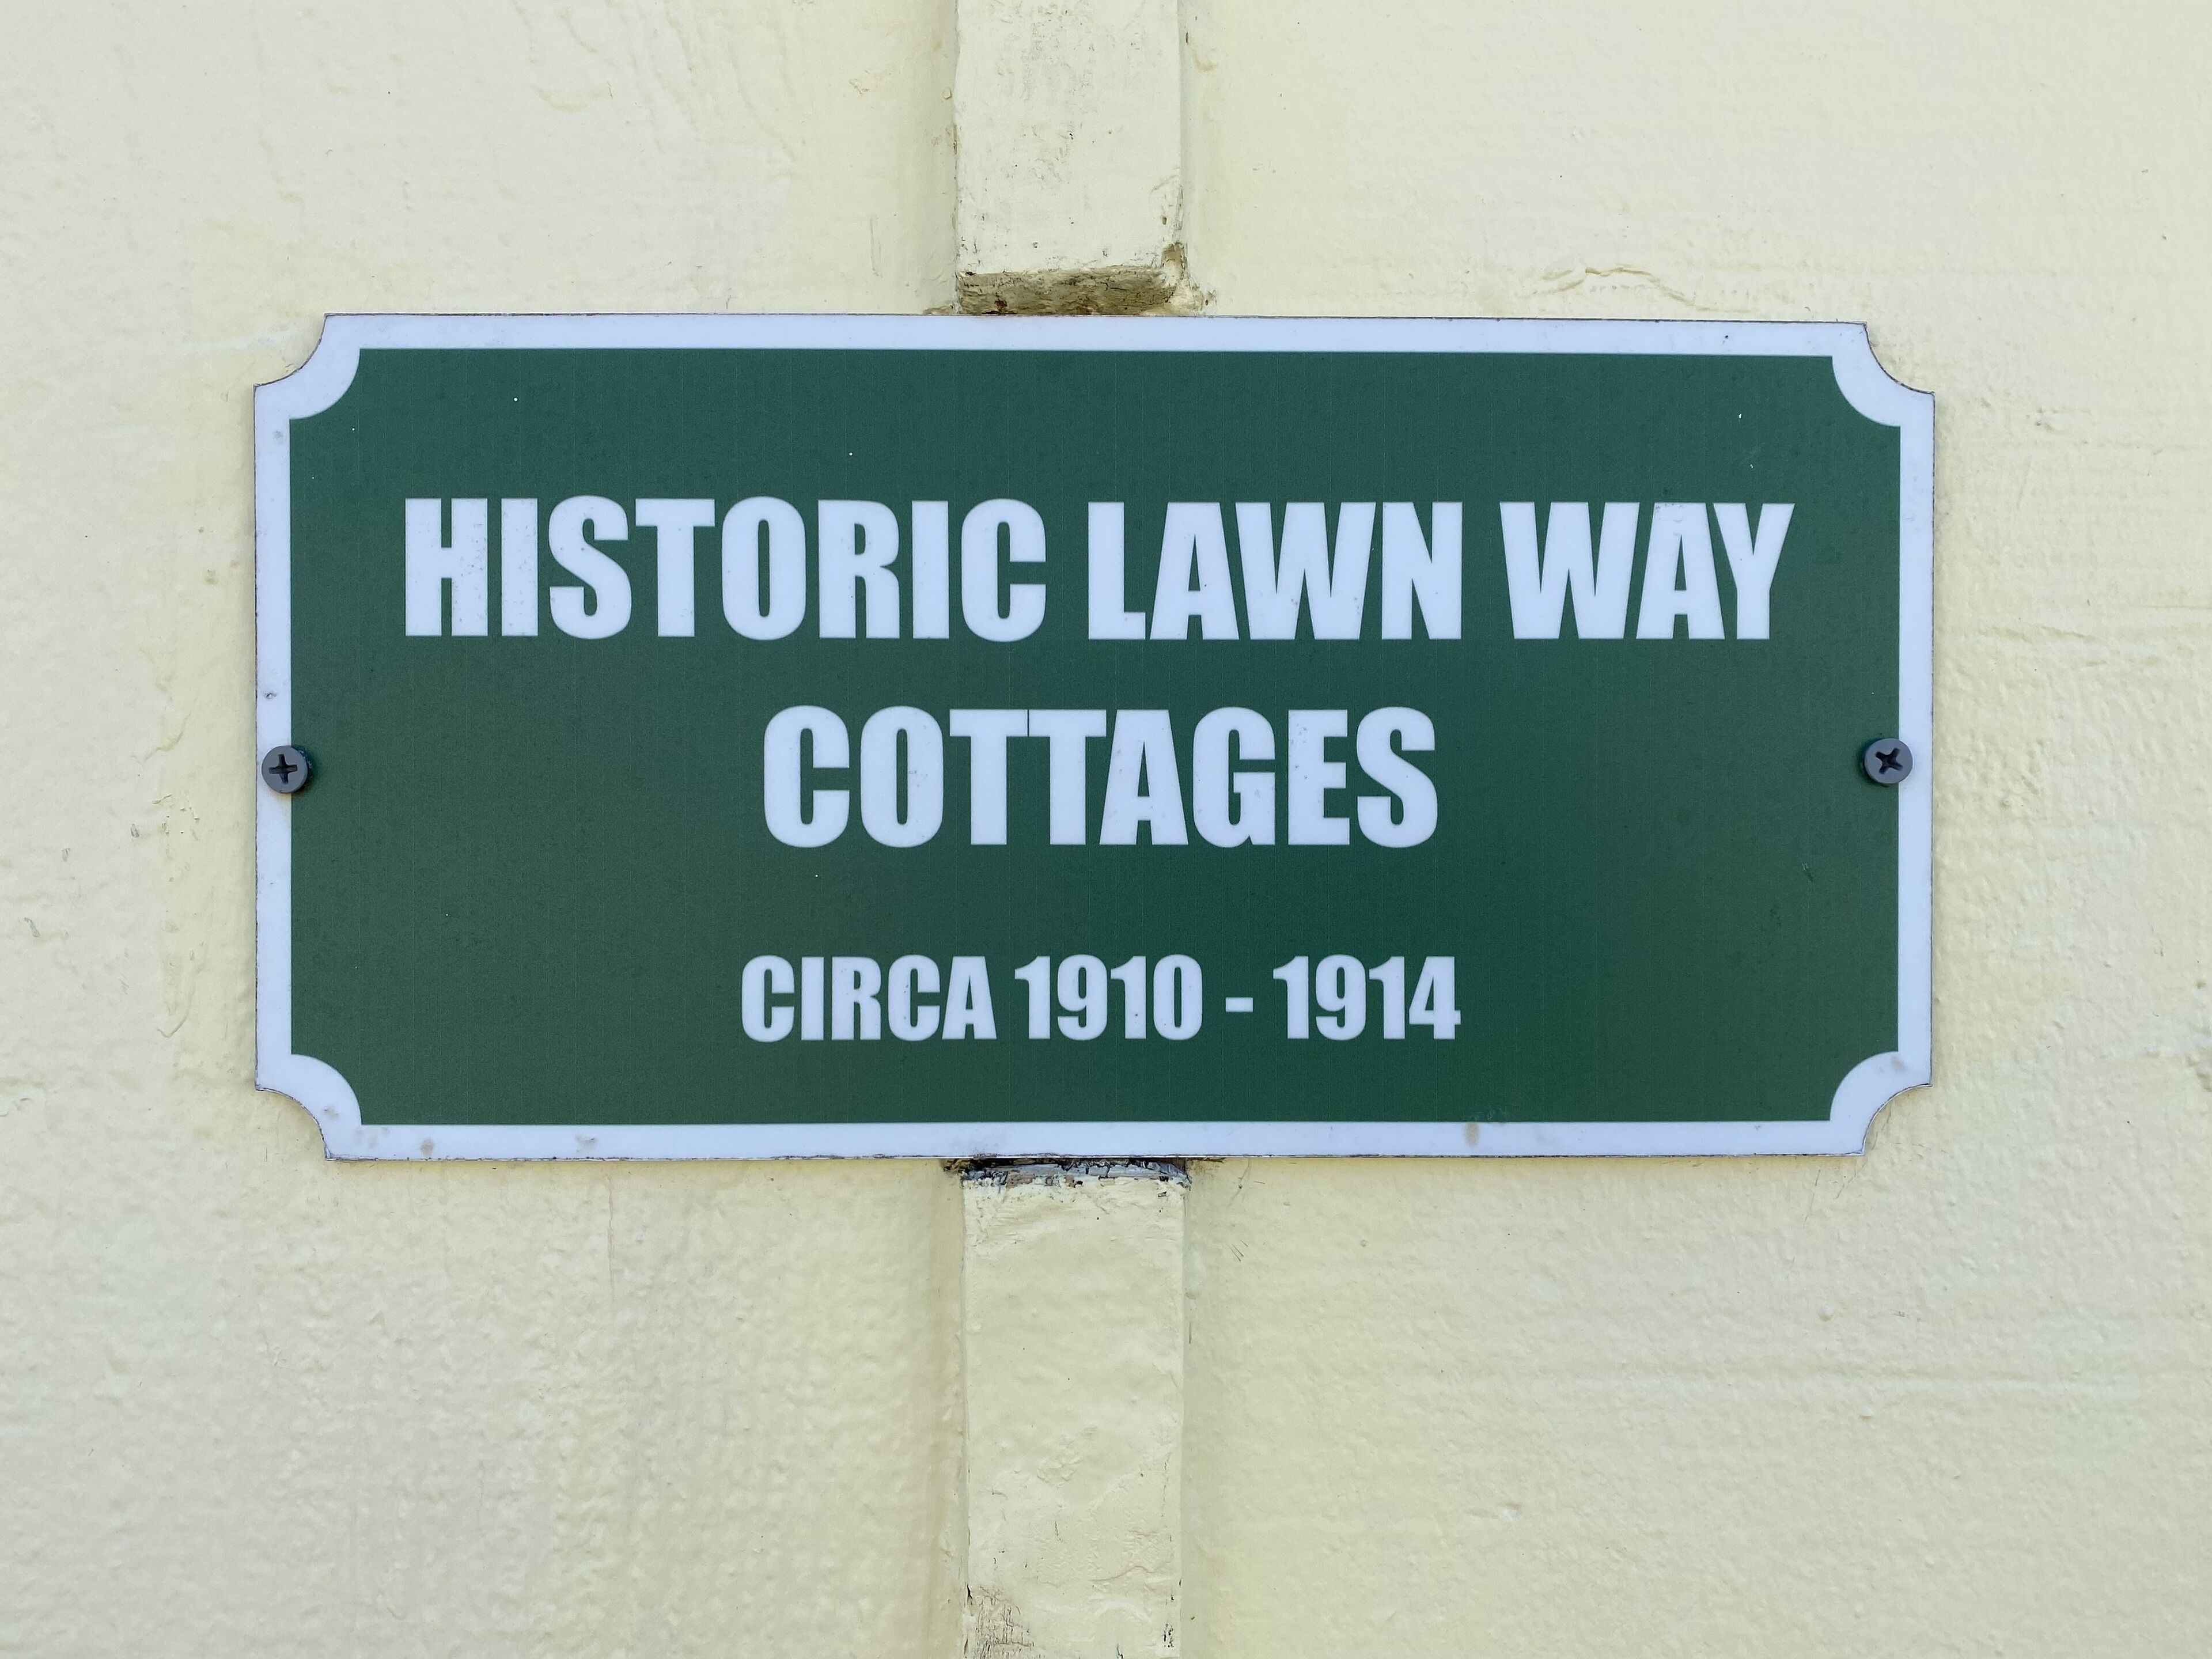 HISTORIC LAWN WAY
COTTAGES
CIRCA 1910 - 1914